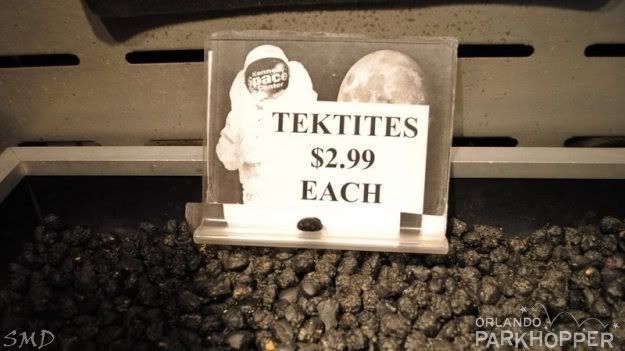 Kennedy
Space
Center
TEKTITES
$2.99
EACH
SMD
ORLANDO
PARKHOPPER